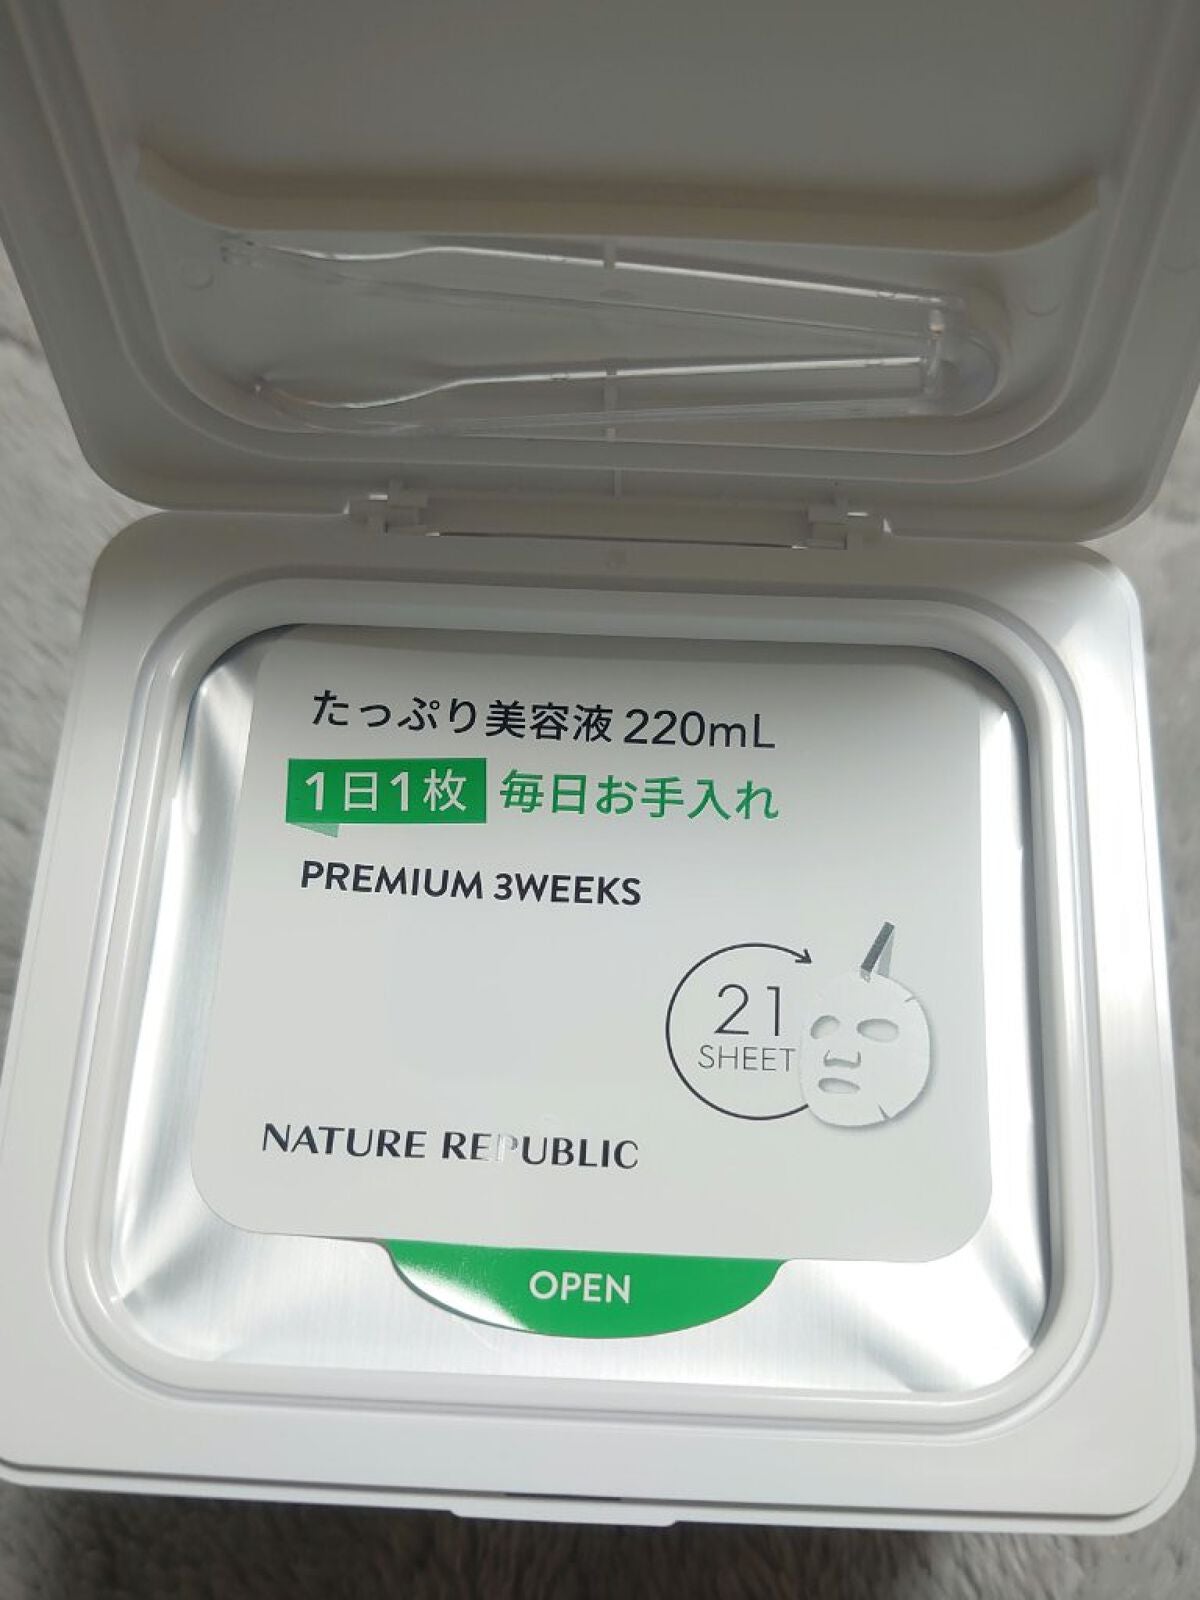 たっぷり美容液 220mL
1日1枚 毎日お手入れ
PREMIUM 3WEEKS
21
SHEET
NATURE REPUBLIC
OPEN